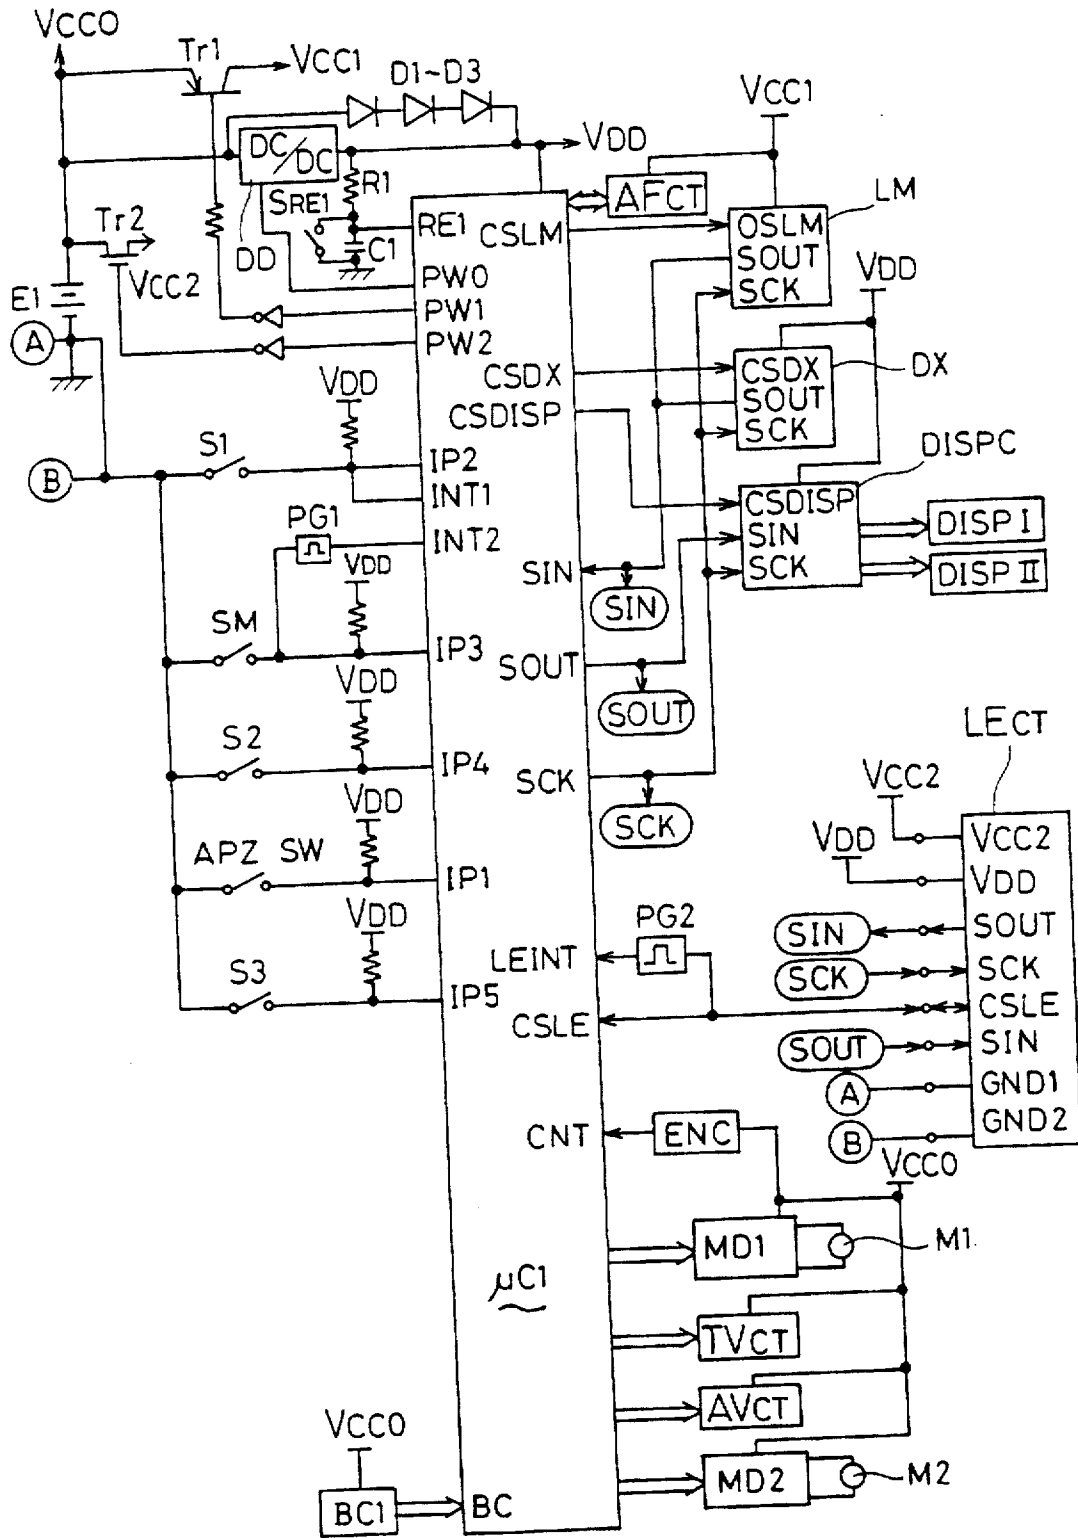 VCC0
Tr1
VCC1
D1~D3
VCC1
DC/DC
VDD
R1
AFCT
LM
SRE1
RE1
CSLM
OSLM
SOUT
SCK
Tr2
DD
C1
VDD
VCC2
PW0
E1
PW1
A
PW2
CSDX
CSDX
DX
SOUT
SCK
VDD
CSDISP
S1
IP2
DISPC
B
INT1
CSDISP
DISP I
PG1
INT2
SIN
VDD
SIN
SCK
DISP II
SIN
SM
IP3
SOUT
VDD
SOUT
LECT
S2
IP4
SCK
VCC2
VDD
SCK
VCC2
VDD
APZ SW
IP1
VDD
VDD
PG2
SIN
SOUT
LEINT
SCK
SCK
S3
IP5
CSLE
CSLE
SOUT
SIN
A
GND1
GND2
CNT
ENC
B
VCC0
MD1
M1
μC1
TVCT
AVCT
VCC0
MD2
M2
BC1
BC